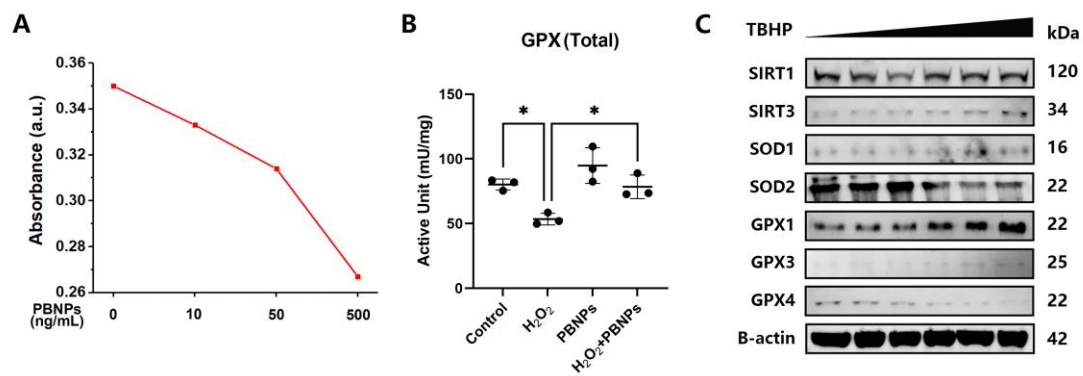 A
0.36
0.34
0.32
0.30
0.28
0.26
Absorbance (a.u.)
PBNPs
(ng/mL)
0 10 50 500
B
GPX (Total)
150
100
50
0
Active Unit (mU/mg)
* *
Control
H₂O₂
PBNPs
H₂O₂+PBNPs
C
TBHP kDa
SIRT1 120
SIRT3 34
SOD1 16
SOD2 22
GPX1 22
GPX3 25
GPX4 22
B-actin 42